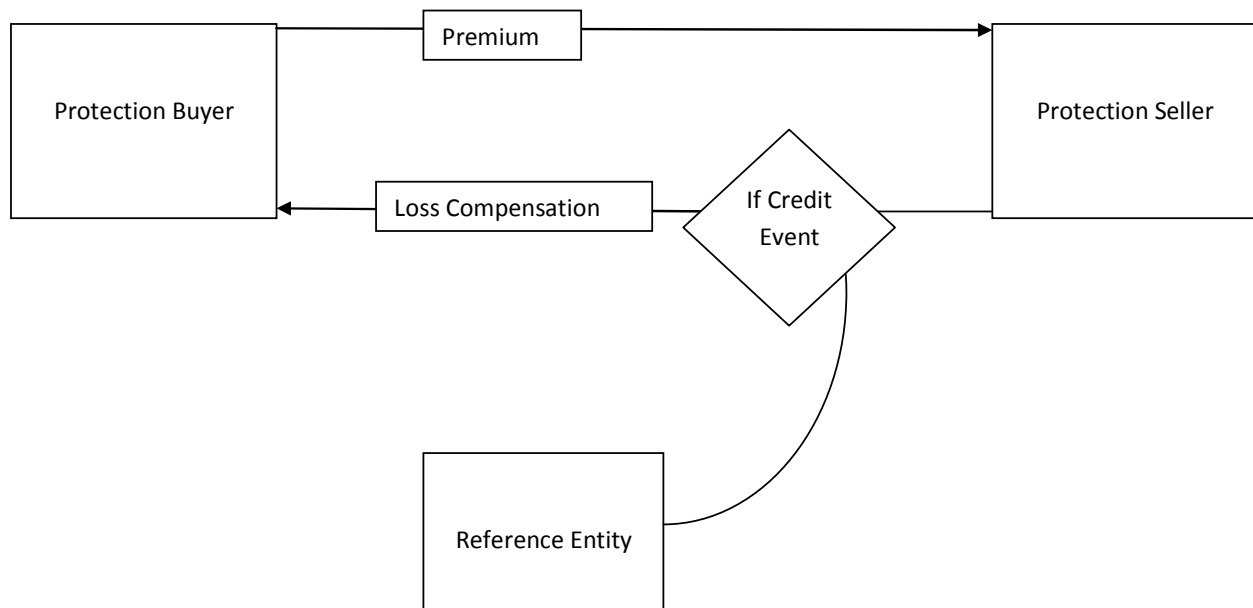 Premium
Protection Buyer
Protection Seller
If Credit
Event
Loss Compensation
Reference Entity